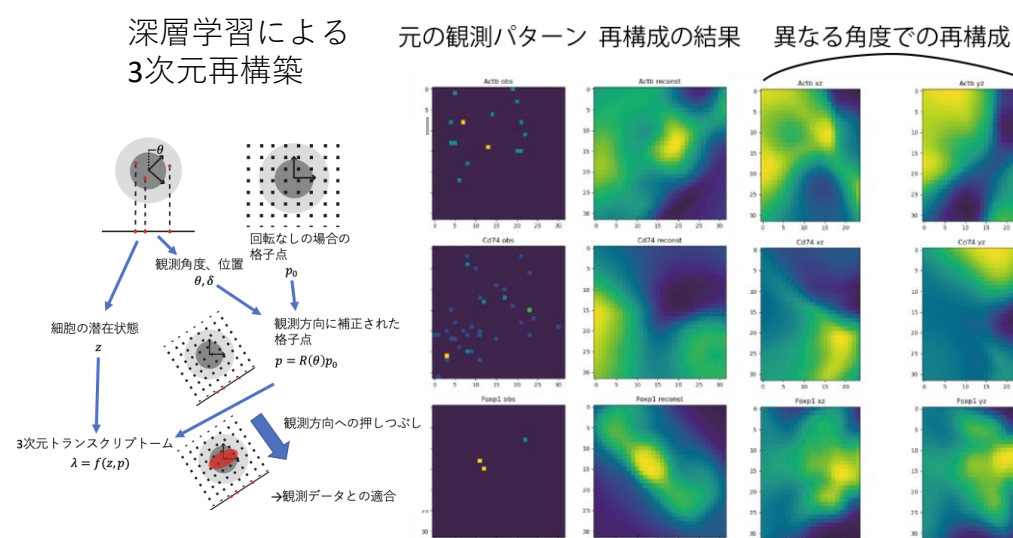 深層学習による
3次元再構築
元の観測パターン 再構成の結果 異なる角度での再構成
θ
回転なしの場合の
格子点
p₀
観測角度、位置
θ, δ
細胞の潜在状態
z
観測方向に補正された
格子点
p = R(θ)p₀
3次元トランスクリプトーム
λ = f(z, p)
観測方向への押しつぶし
→観測データとの適合
Actb obs
Actb reconst
Actb xz
Actb yz
Cd74 obs
Cd74 reconst
Cd74 xz
Cd74 yz
Foxp1 obs
Foxp1 reconst
Foxp1 xz
Foxp1 yz